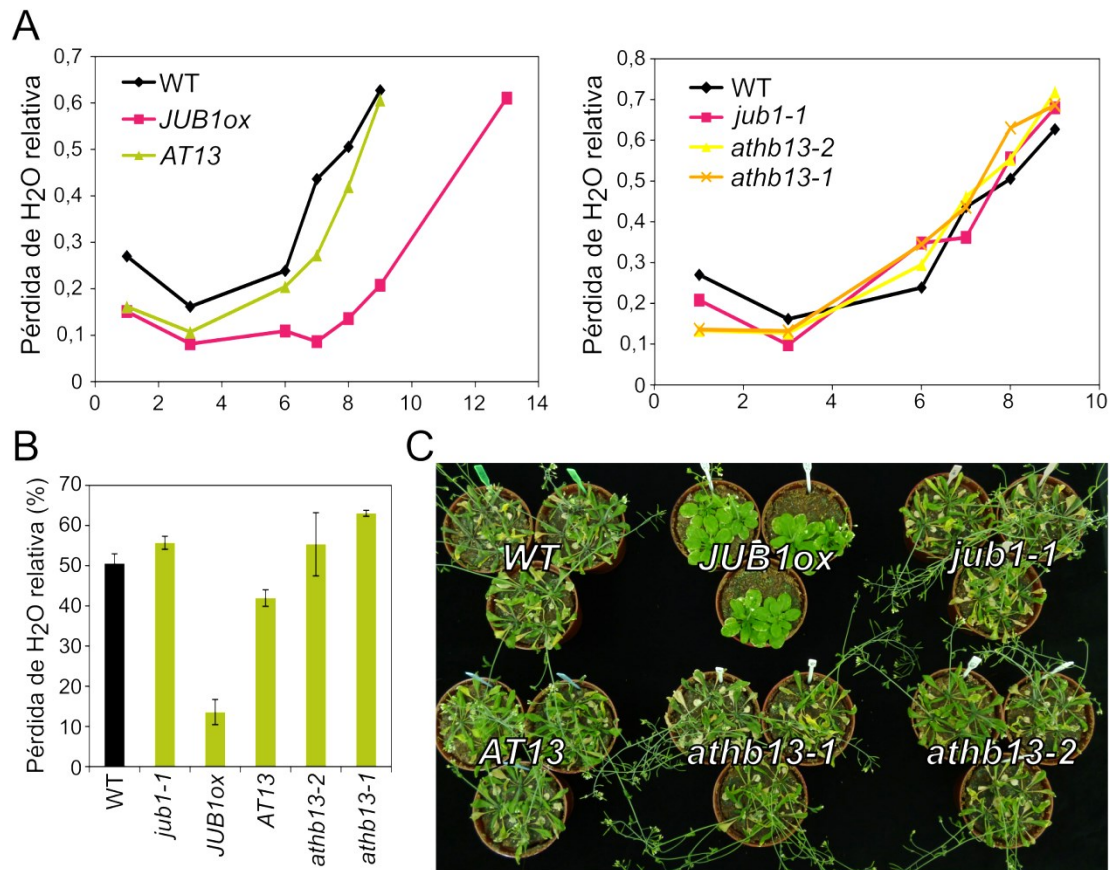 A
Pérdida de H2O relativa
0,7
0,6
0,5
0,4
0,3
0,2
0,1
0
WT
JUB1ox
AT13
0 2 4 6 8 10 12 14
Pérdida de H2O relativa
0,8
0,7
0,6
0,5
0,4
0,3
0,2
0,1
0
WT
jub1-1
athb13-2
athb13-1
0 2 4 6 8 10
B
Pérdida de H2O relativa (%)
70
60
50
40
30
20
10
0
WT
jub1-1
JUB1ox
AT13
athb13-2
athb13-1
C
WT JUB1ox jub1-1
AT13 athb13-1 athb13-2